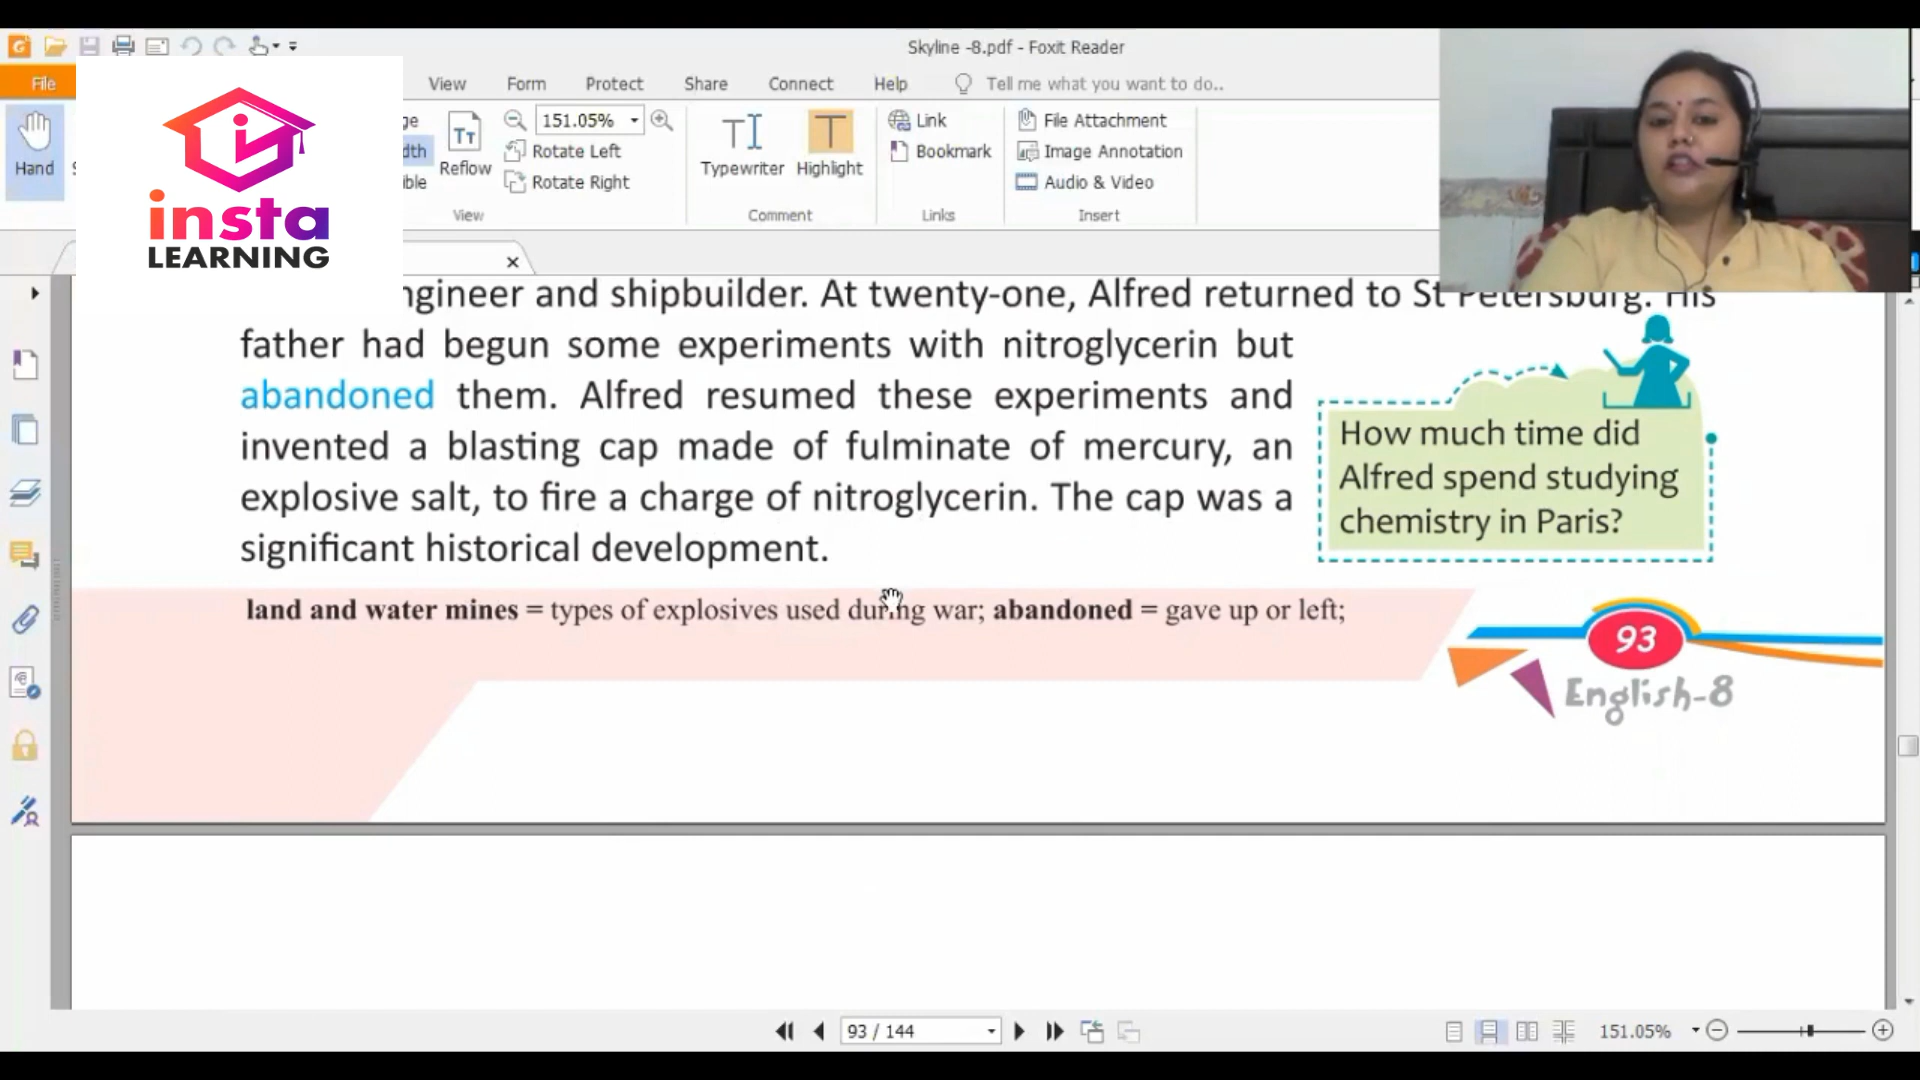 Skyline -8.pdf - Foxit Reader
File
View
Form
Protect
Share
Connect
Help
Tell me what you want to do..
Hand
Reflow
151.05%
Rotate Left
Rotate Right
View
Typewriter
Highlight
Comment
Link
Bookmark
Links
File Attachment
Image Annotation
Audio & Video
Insert
insta
LEARNING
ngineer and shipbuilder. At twenty-one, Alfred returned to St Petersburg. His
father had begun some experiments with nitroglycerin but
abandoned them. Alfred resumed these experiments and
invented a blasting cap made of fulminate of mercury, an
explosive salt, to fire a charge of nitroglycerin. The cap was a
significant historical development.
How much time did
Alfred spend studying
chemistry in Paris?
land and water mines = types of explosives used during war; abandoned = gave up or left;
93
English-8
93 / 144
151.05%